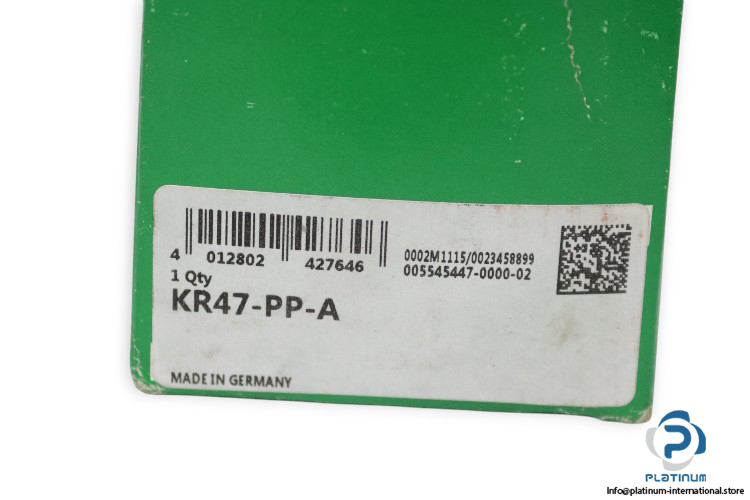 4 012802 427646
0002M1115/0023458899
005545447-0000-02
1 Qty
KR47-PP-A
MADE IN GERMANY
PLATINUM
Info@platinum-international.store